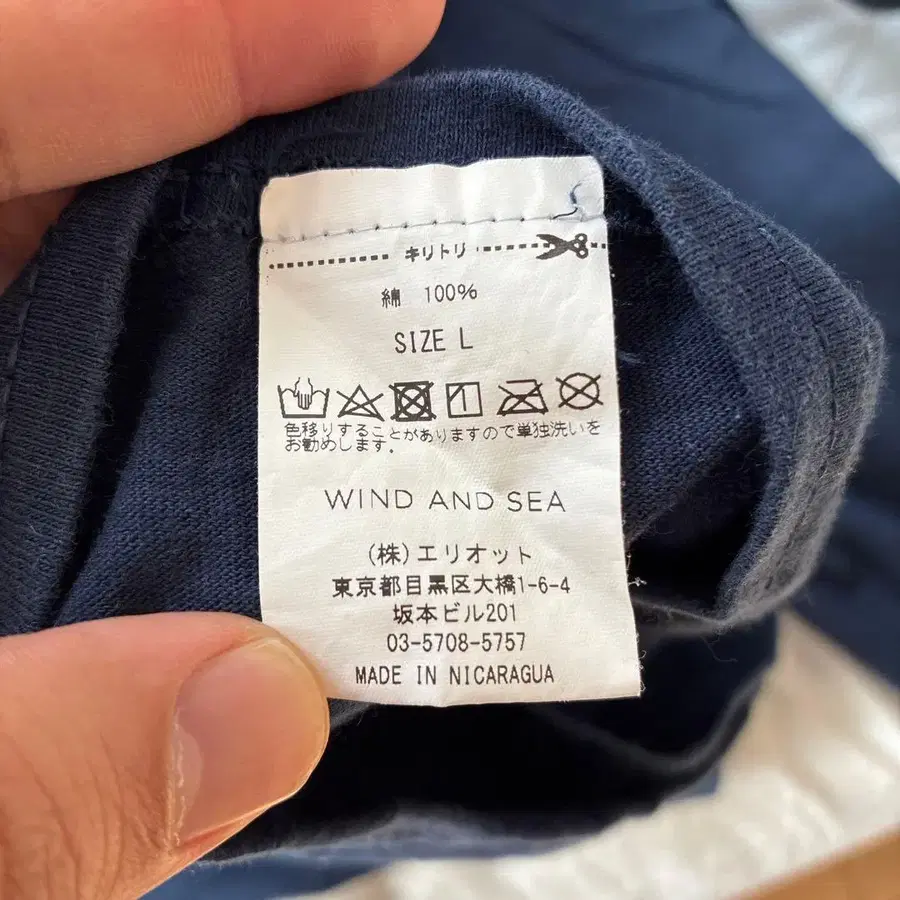 キリトリ
綿 100%
SIZE L
色移りすることがありますので単独洗いを
お勧めします。
WIND AND SEA
(株)エリオット
東京都目黒区大橋1-6-4
坂本ビル201
03-5708-5757
MADE IN NICARAGUA